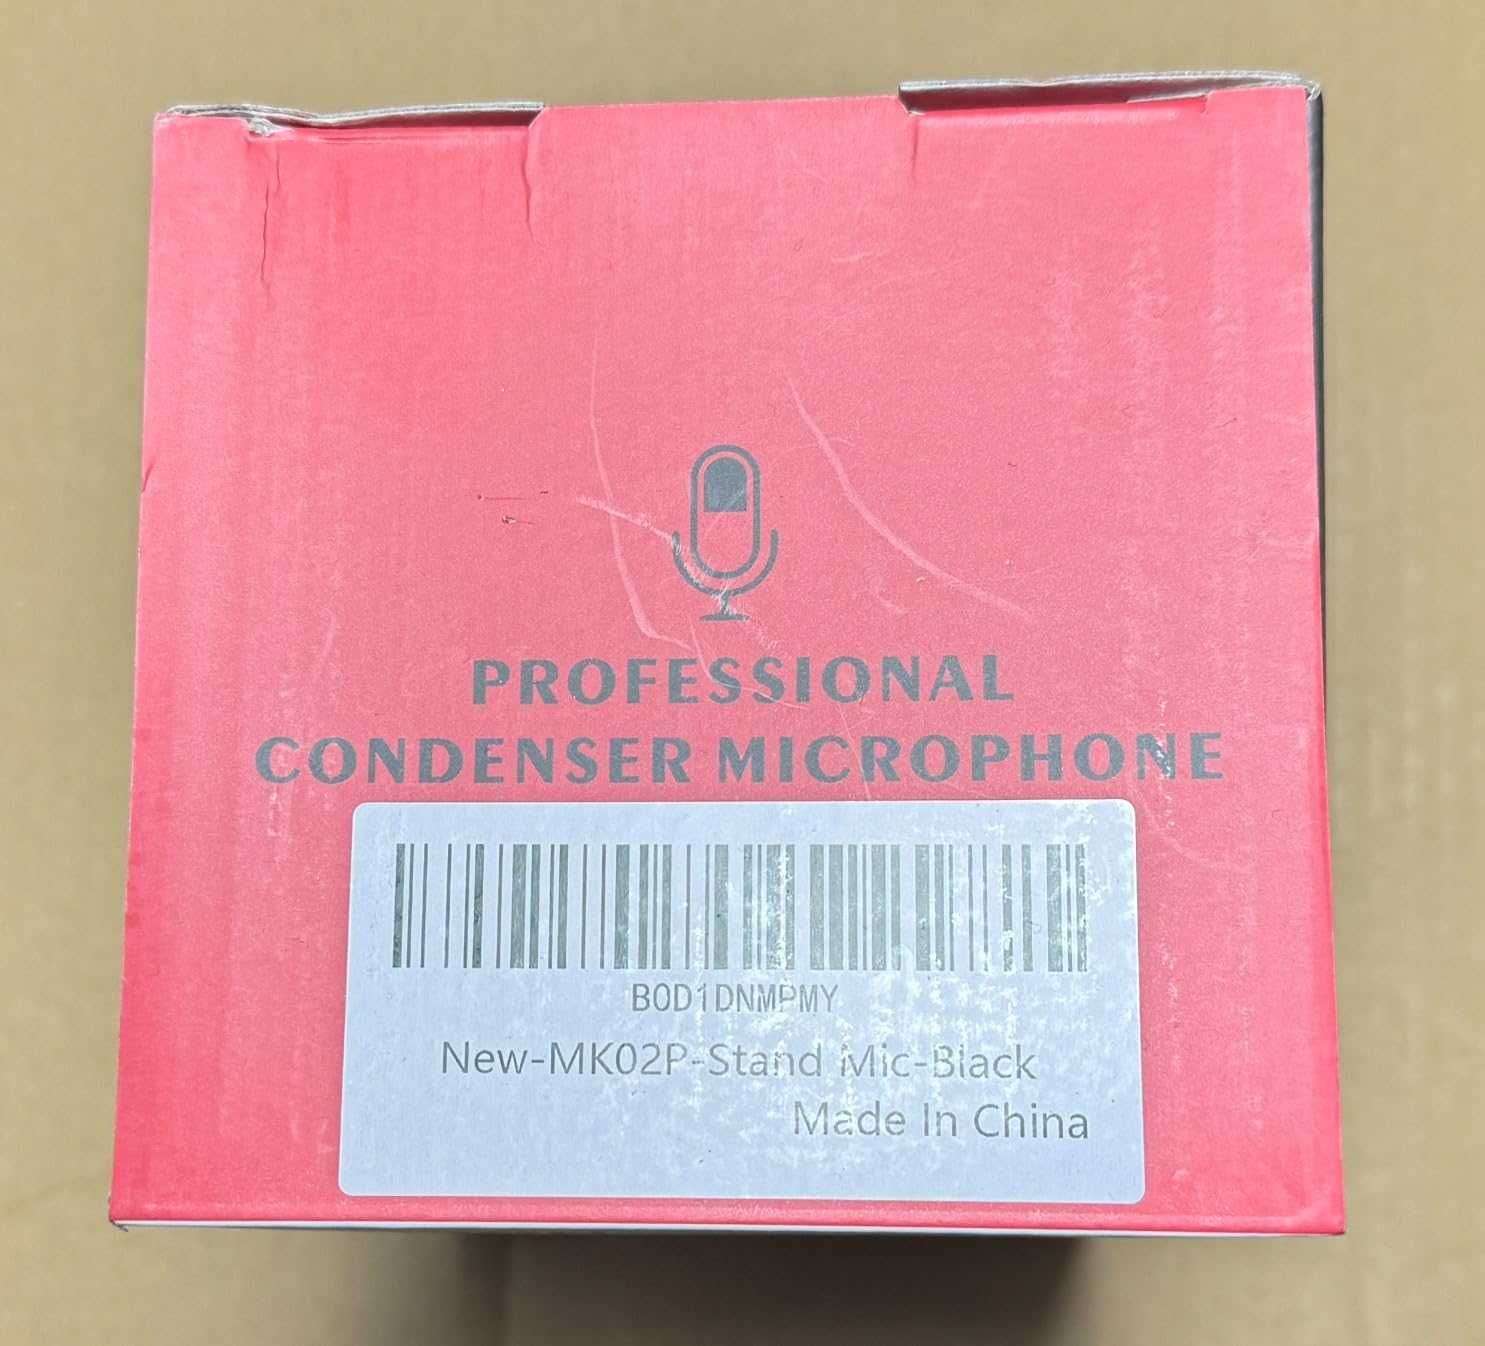 PROFESSIONAL
CONDENSER MICROPHONE
B0D1DNMPMY
New-MK02P-Stand Mic-Black
Made In China